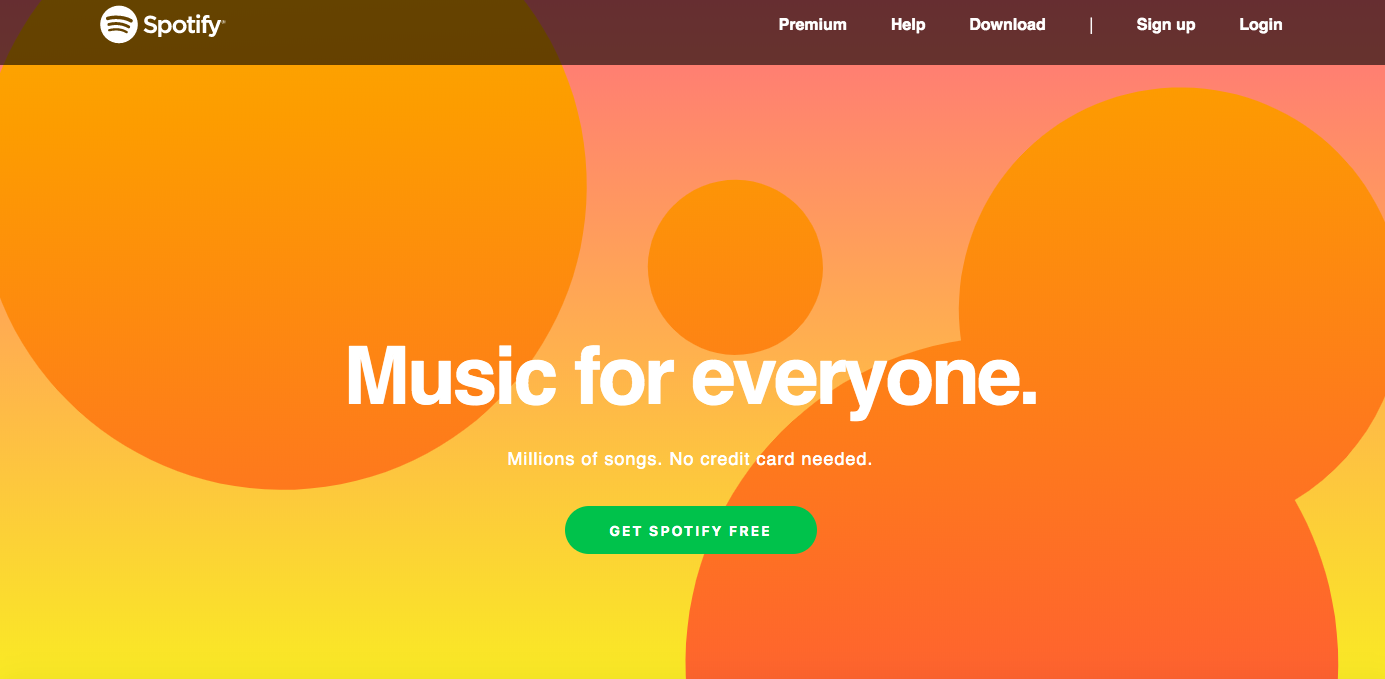 Spotify®
Premium Help Download | Sign up Login
Music for everyone.
Millions of songs. No credit card needed.
GET SPOTIFY FREE